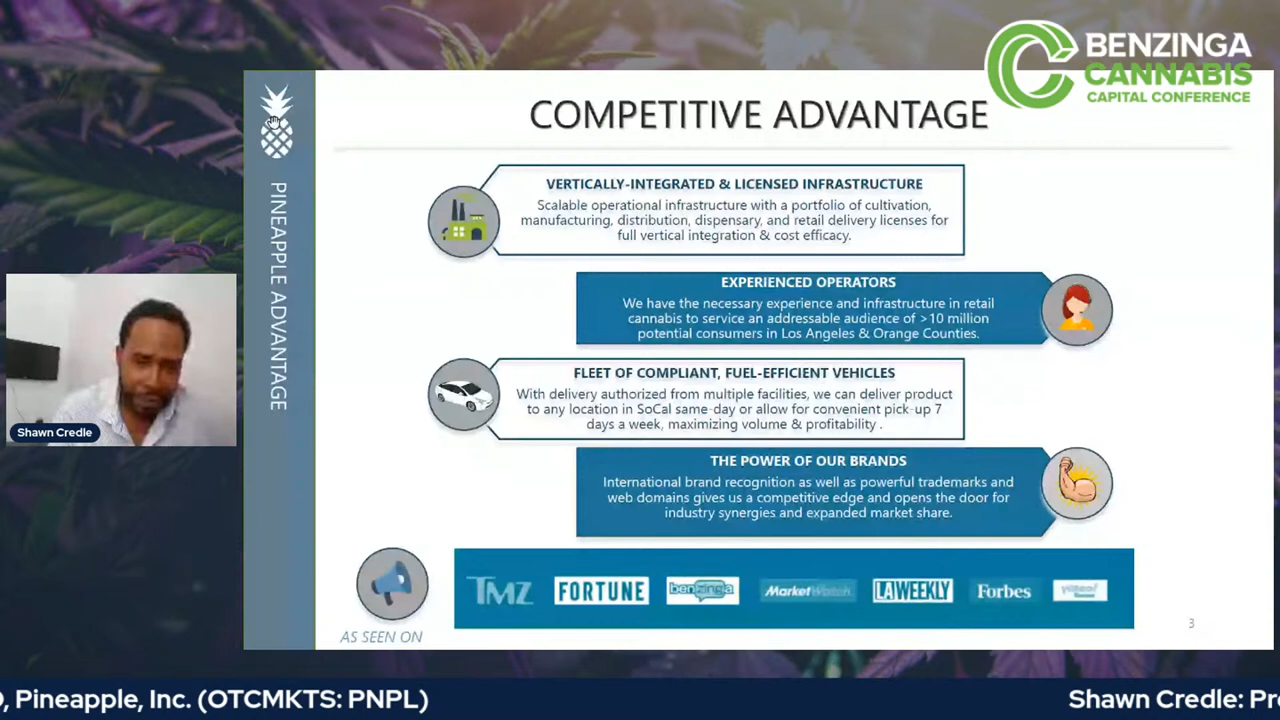 BENZINGA
CANNABIS
CAPITAL CONFERENCE
COMPETITIVE ADVANTAGE
PINEAPPLE ADVANTAGE
VERTICALLY-INTEGRATED & LICENSED INFRASTRUCTURE
Scalable operational infrastructure with a portfolio of cultivation,
manufacturing, distribution, dispensary, and retail delivery licenses for
full vertical integration & cost efficacy.
EXPERIENCED OPERATORS
We have the necessary experience and infrastructure in retail
cannabis to service an addressable audience of >10 million
potential consumers in Los Angeles & Orange Counties.
FLEET OF COMPLIANT, FUEL-EFFICIENT VEHICLES
With delivery authorized from multiple facilities, we can deliver product
to any location in SoCal same-day or allow for convenient pick-up 7
days a week, maximizing volume & profitability .
THE POWER OF OUR BRANDS
International brand recognition as well as powerful trademarks and
web domains gives us a competitive edge and opens the door for
industry synergies and expanded market share.
AS SEEN ON
TMZ FORTUNE benzinga MarketWatch LAWEEKLY Forbes yahoo!
3
Shawn Credle
, Pineapple, Inc. (OTCMKTS: PNPL) Shawn Credle: Pr